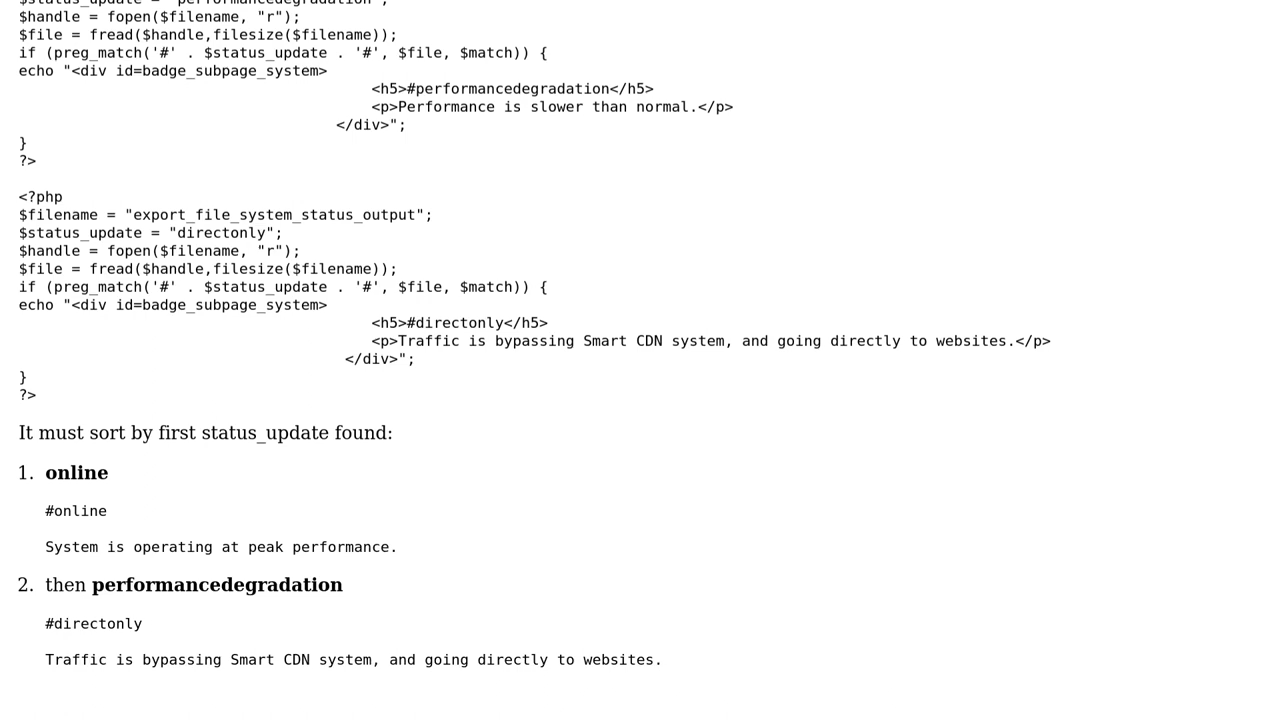 $status_update = "performancedegradation";
$handle = fopen($filename, "r");
$file = fread($handle,filesize($filename));
if (preg_match('#' . $status_update . '#', $file, $match)) {
echo "<div id=badge_subpage_system>
<h5>#performancedegradation</h5>
<p>Performance is slower than normal.</p>
</div>";
}
?>
<?php
$filename = "export_file_system_status_output";
$status_update = "directonly";
$handle = fopen($filename, "r");
$file = fread($handle,filesize($filename));
if (preg_match('#' . $status_update . '#', $file, $match)) {
echo "<div id=badge_subpage_system>
<h5>#directonly</h5>
<p>Traffic is bypassing Smart CDN system, and going directly to websites.</p>
</div>";
}
?>
It must sort by first status_update found:
1. online
#online
System is operating at peak performance.
2. then performancedegradation
#directonly
Traffic is bypassing Smart CDN system, and going directly to websites.